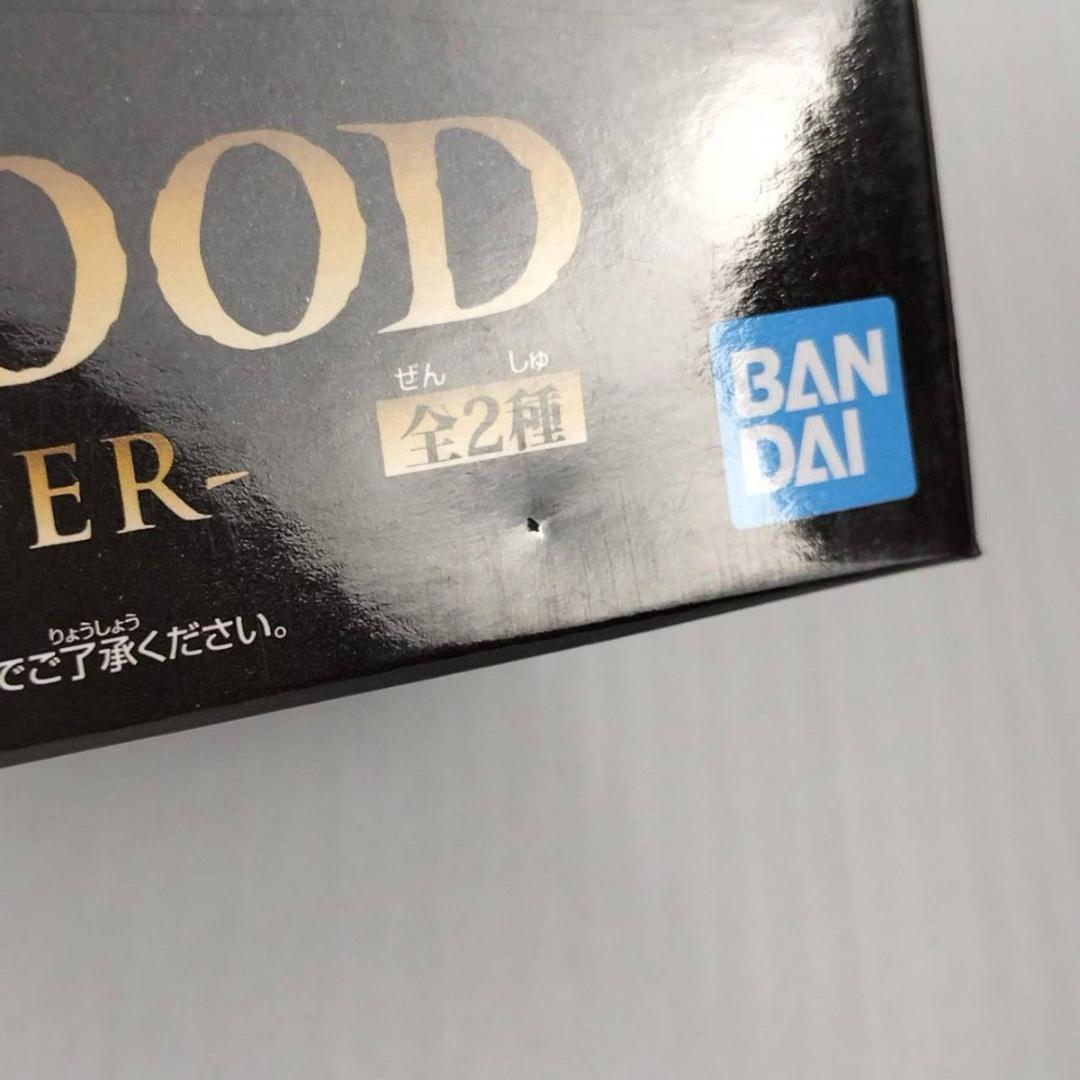 OOD
ER-
ぜん しゅ
全2種
BAN
DAI
りょうしょう
でご了承ください。